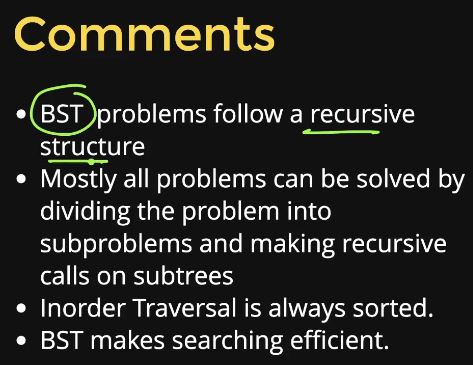 Comments
• BST problems follow a recursive
structure
• Mostly all problems can be solved by
dividing the problem into
subproblems and making recursive
calls on subtrees
• Inorder Traversal is always sorted.
• BST makes searching efficient.